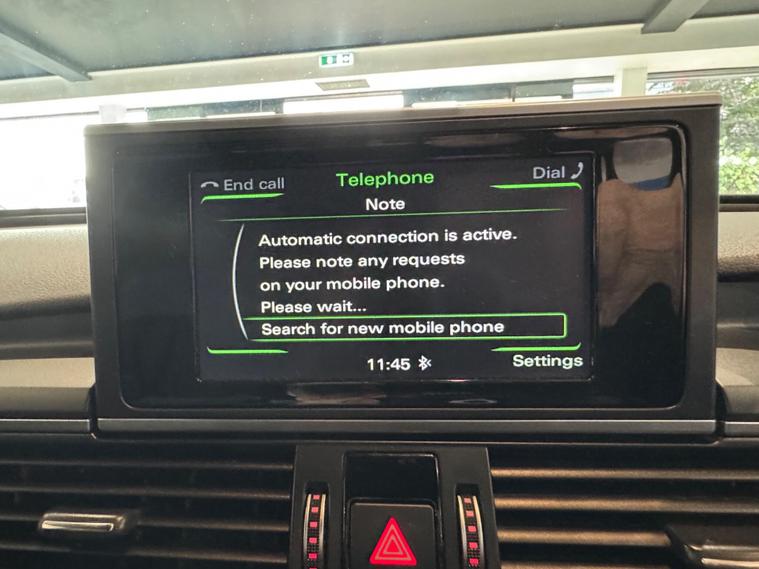 End call
Telephone
Dial
Note
Automatic connection is active.
Please note any requests
on your mobile phone.
Please wait...
Search for new mobile phone
11:45
Settings